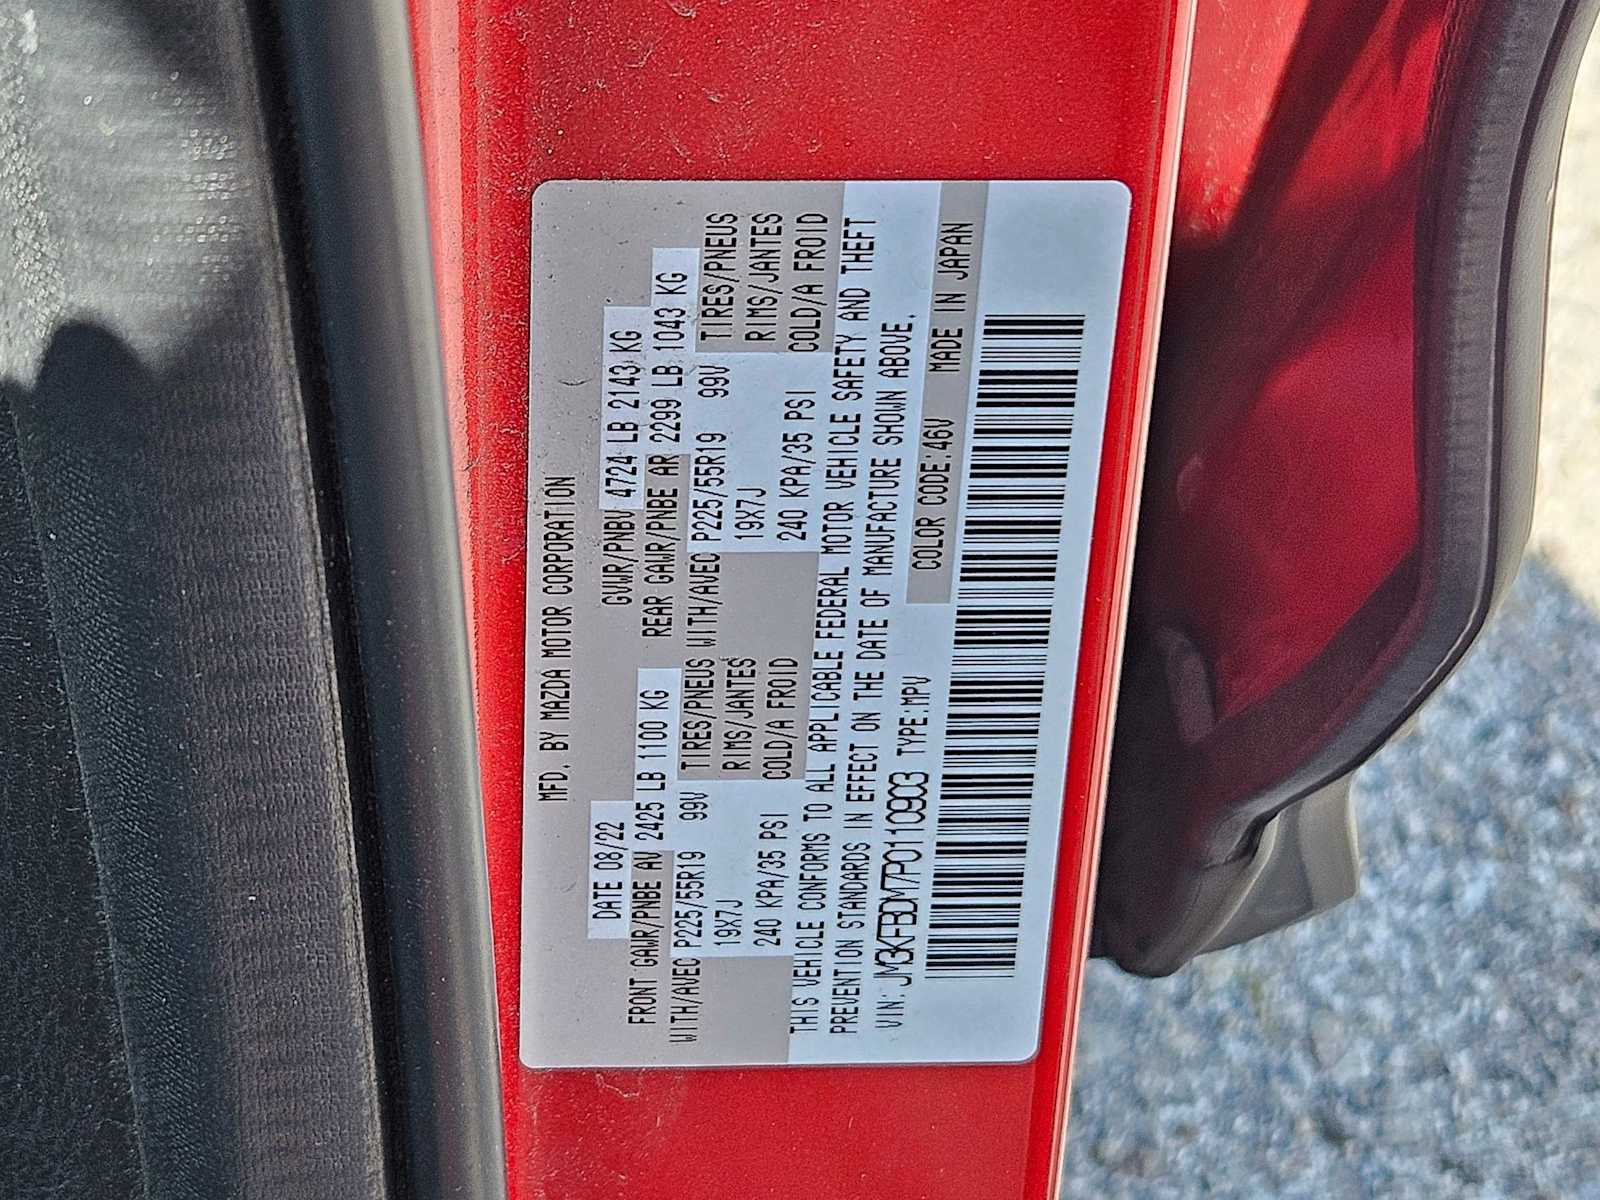 MFD. BY MAZDA MOTOR CORPORATION
DATE 08/22 GVWR/PNBV 4724 LB 2143 KG
FRONT GAWR/PNBE AV 2425 LB 1100 KG REAR GAWR/PNBE AR 2299 LB 1043 KG
WITH/AVEC P225/55R19 99V TIRES/PNEUS WITH/AVEC P225/55R19 99V TIRES/PNEUS
19X7J RIMS/JANTES 19X7J RIMS/JANTES
240 KPA/35 PSI COLD/A FROID 240 KPA/35 PSI COLD/A FROID
THIS VEHICLE CONFORMS TO ALL APPLICABLE FEDERAL MOTOR VEHICLE SAFETY AND THEFT
PREVENTION STANDARDS IN EFFECT ON THE DATE OF MANUFACTURE SHOWN ABOVE.
VIN: JM3KFBDM7P0110903 TYPE:MPV COLOR CODE:46V MADE IN JAPAN